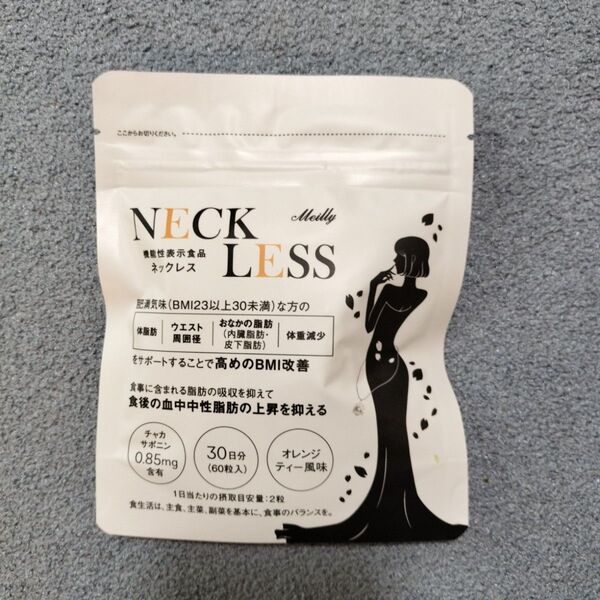 ここからお切りください。
NECK
Meilly
機能性表示食品
ネックレス
LESS
肥満気味(BMI23以上30未満)な方の
体脂肪
ウエスト
周囲径
おなかの脂肪
(内臓脂肪・
皮下脂肪)
体重減少
をサポートすることで高めのBMI改善
食事に含まれる脂肪の吸収を抑えて
食後の血中中性脂肪の上昇を抑える
チャカ
サポニン
0.85mg
含有
30日分
(60粒入)
オレンジ
ティー風味
1日当たりの摂取目安量:2粒
食生活は、主食、主菜、副菜を基本に、食事のバランスを。